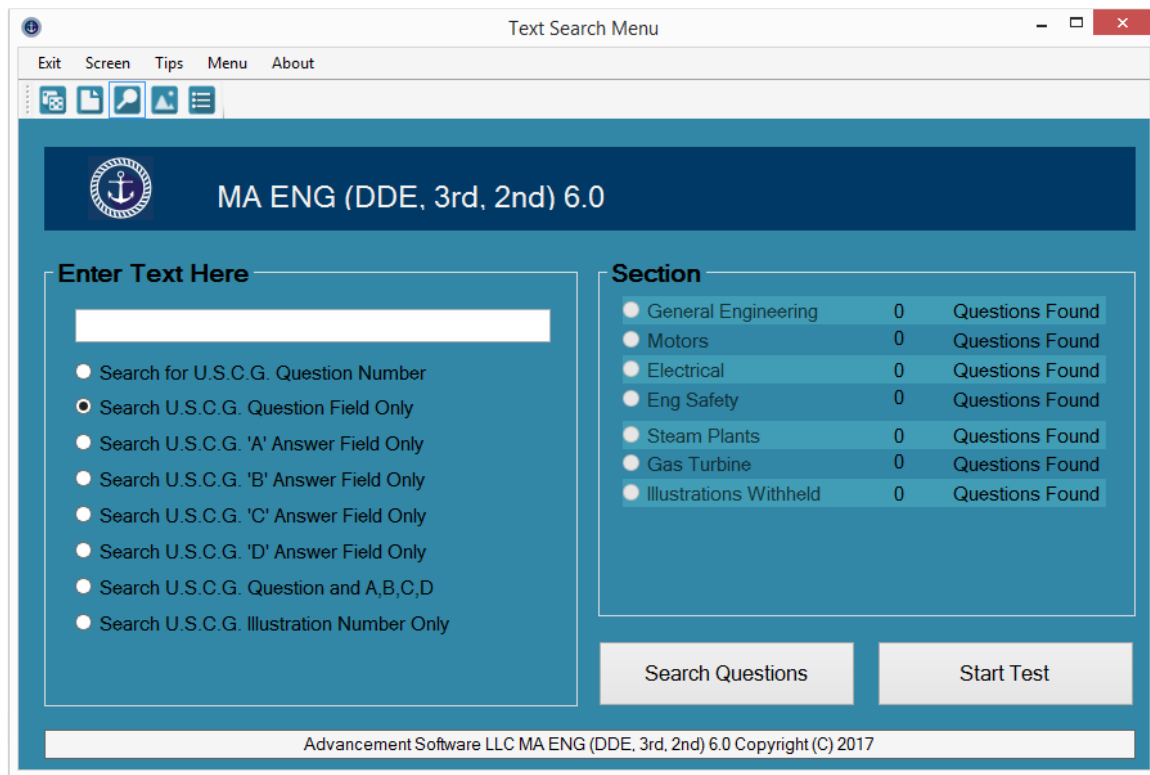 Text Search Menu
Exit Screen Tips Menu About
MA ENG (DDE, 3rd, 2nd) 6.0
Enter Text Here
Search for U.S.C.G. Question Number
Search U.S.C.G. Question Field Only
Search U.S.C.G. 'A' Answer Field Only
Search U.S.C.G. 'B' Answer Field Only
Search U.S.C.G. 'C' Answer Field Only
Search U.S.C.G. 'D' Answer Field Only
Search U.S.C.G. Question and A,B,C,D
Search U.S.C.G. Illustration Number Only
Section
General Engineering 0 Questions Found
Motors 0 Questions Found
Electrical 0 Questions Found
Eng Safety 0 Questions Found
Steam Plants 0 Questions Found
Gas Turbine 0 Questions Found
Illustrations Withheld 0 Questions Found
Search Questions Start Test
Advancement Software LLC MA ENG (DDE, 3rd, 2nd) 6.0 Copyright (C) 2017